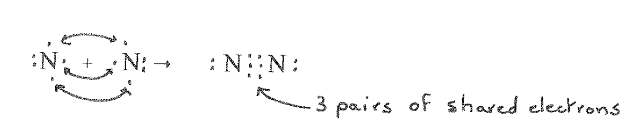 :N· + ·N: → :N:::N:
3 pairs of shared electrons